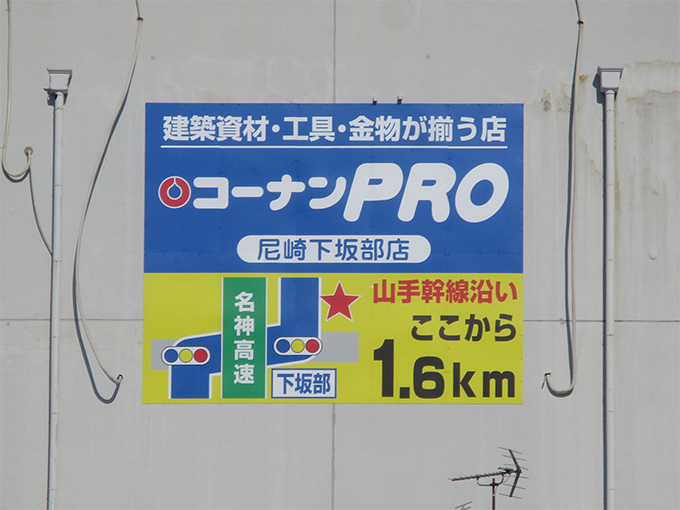 建築資材・工具・金物が揃う店
コーナンPRO
尼崎下坂部店
名神高速
下坂部
山手幹線沿い
ここから
1.6km